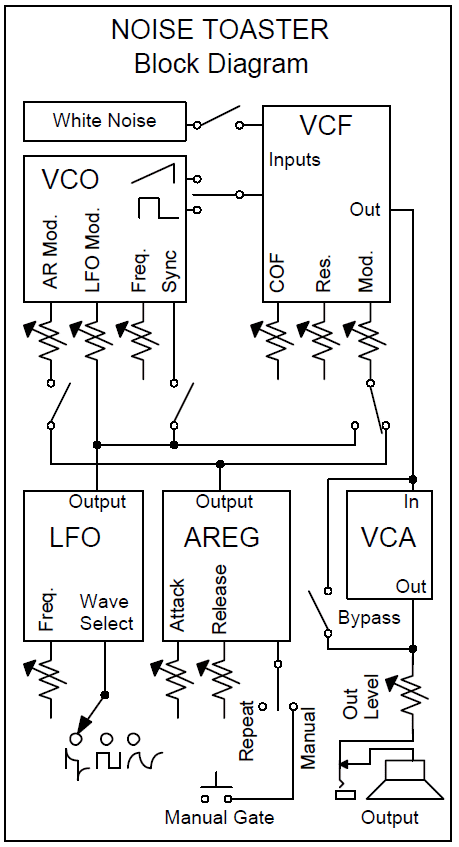 NOISE TOASTER
Block Diagram
White Noise
VCF
Inputs
Out
COF
Res.
Mod.
VCO
AR Mod.
LFO Mod.
Freq.
Sync
Output
LFO
Freq.
Wave
Select
Output
AREG
Attack
Release
In
VCA
Out
Bypass
Repeat
Manual
Manual Gate
Out
Level
Output